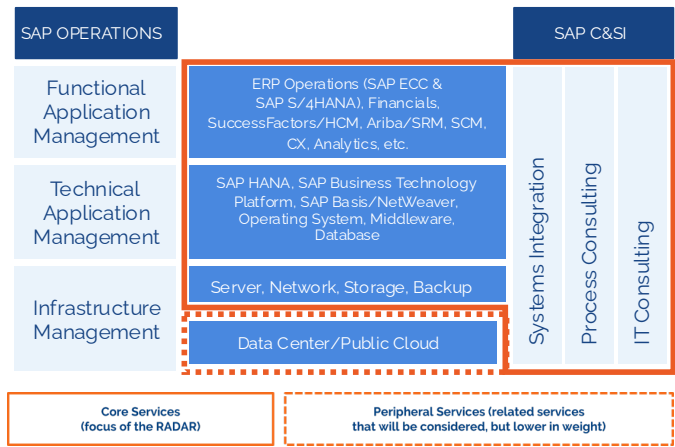 SAP OPERATIONS
SAP C&SI
Functional
Application
Management
ERP Operations (SAP ECC &
SAP S/4HANA), Financials,
SuccessFactors/HCM, Ariba/SRM, SCM,
CX, Analytics, etc.
Technical
Application
Management
SAP HANA, SAP Business Technology
Platform, SAP Basis/NetWeaver,
Operating System, Middleware,
Database
Infrastructure
Management
Server, Network, Storage, Backup
Data Center/Public Cloud
Systems Integration
Process Consulting
IT Consulting
Core Services
(focus of the RADAR)
Peripheral Services (related services
that will be considered, but lower in weight)